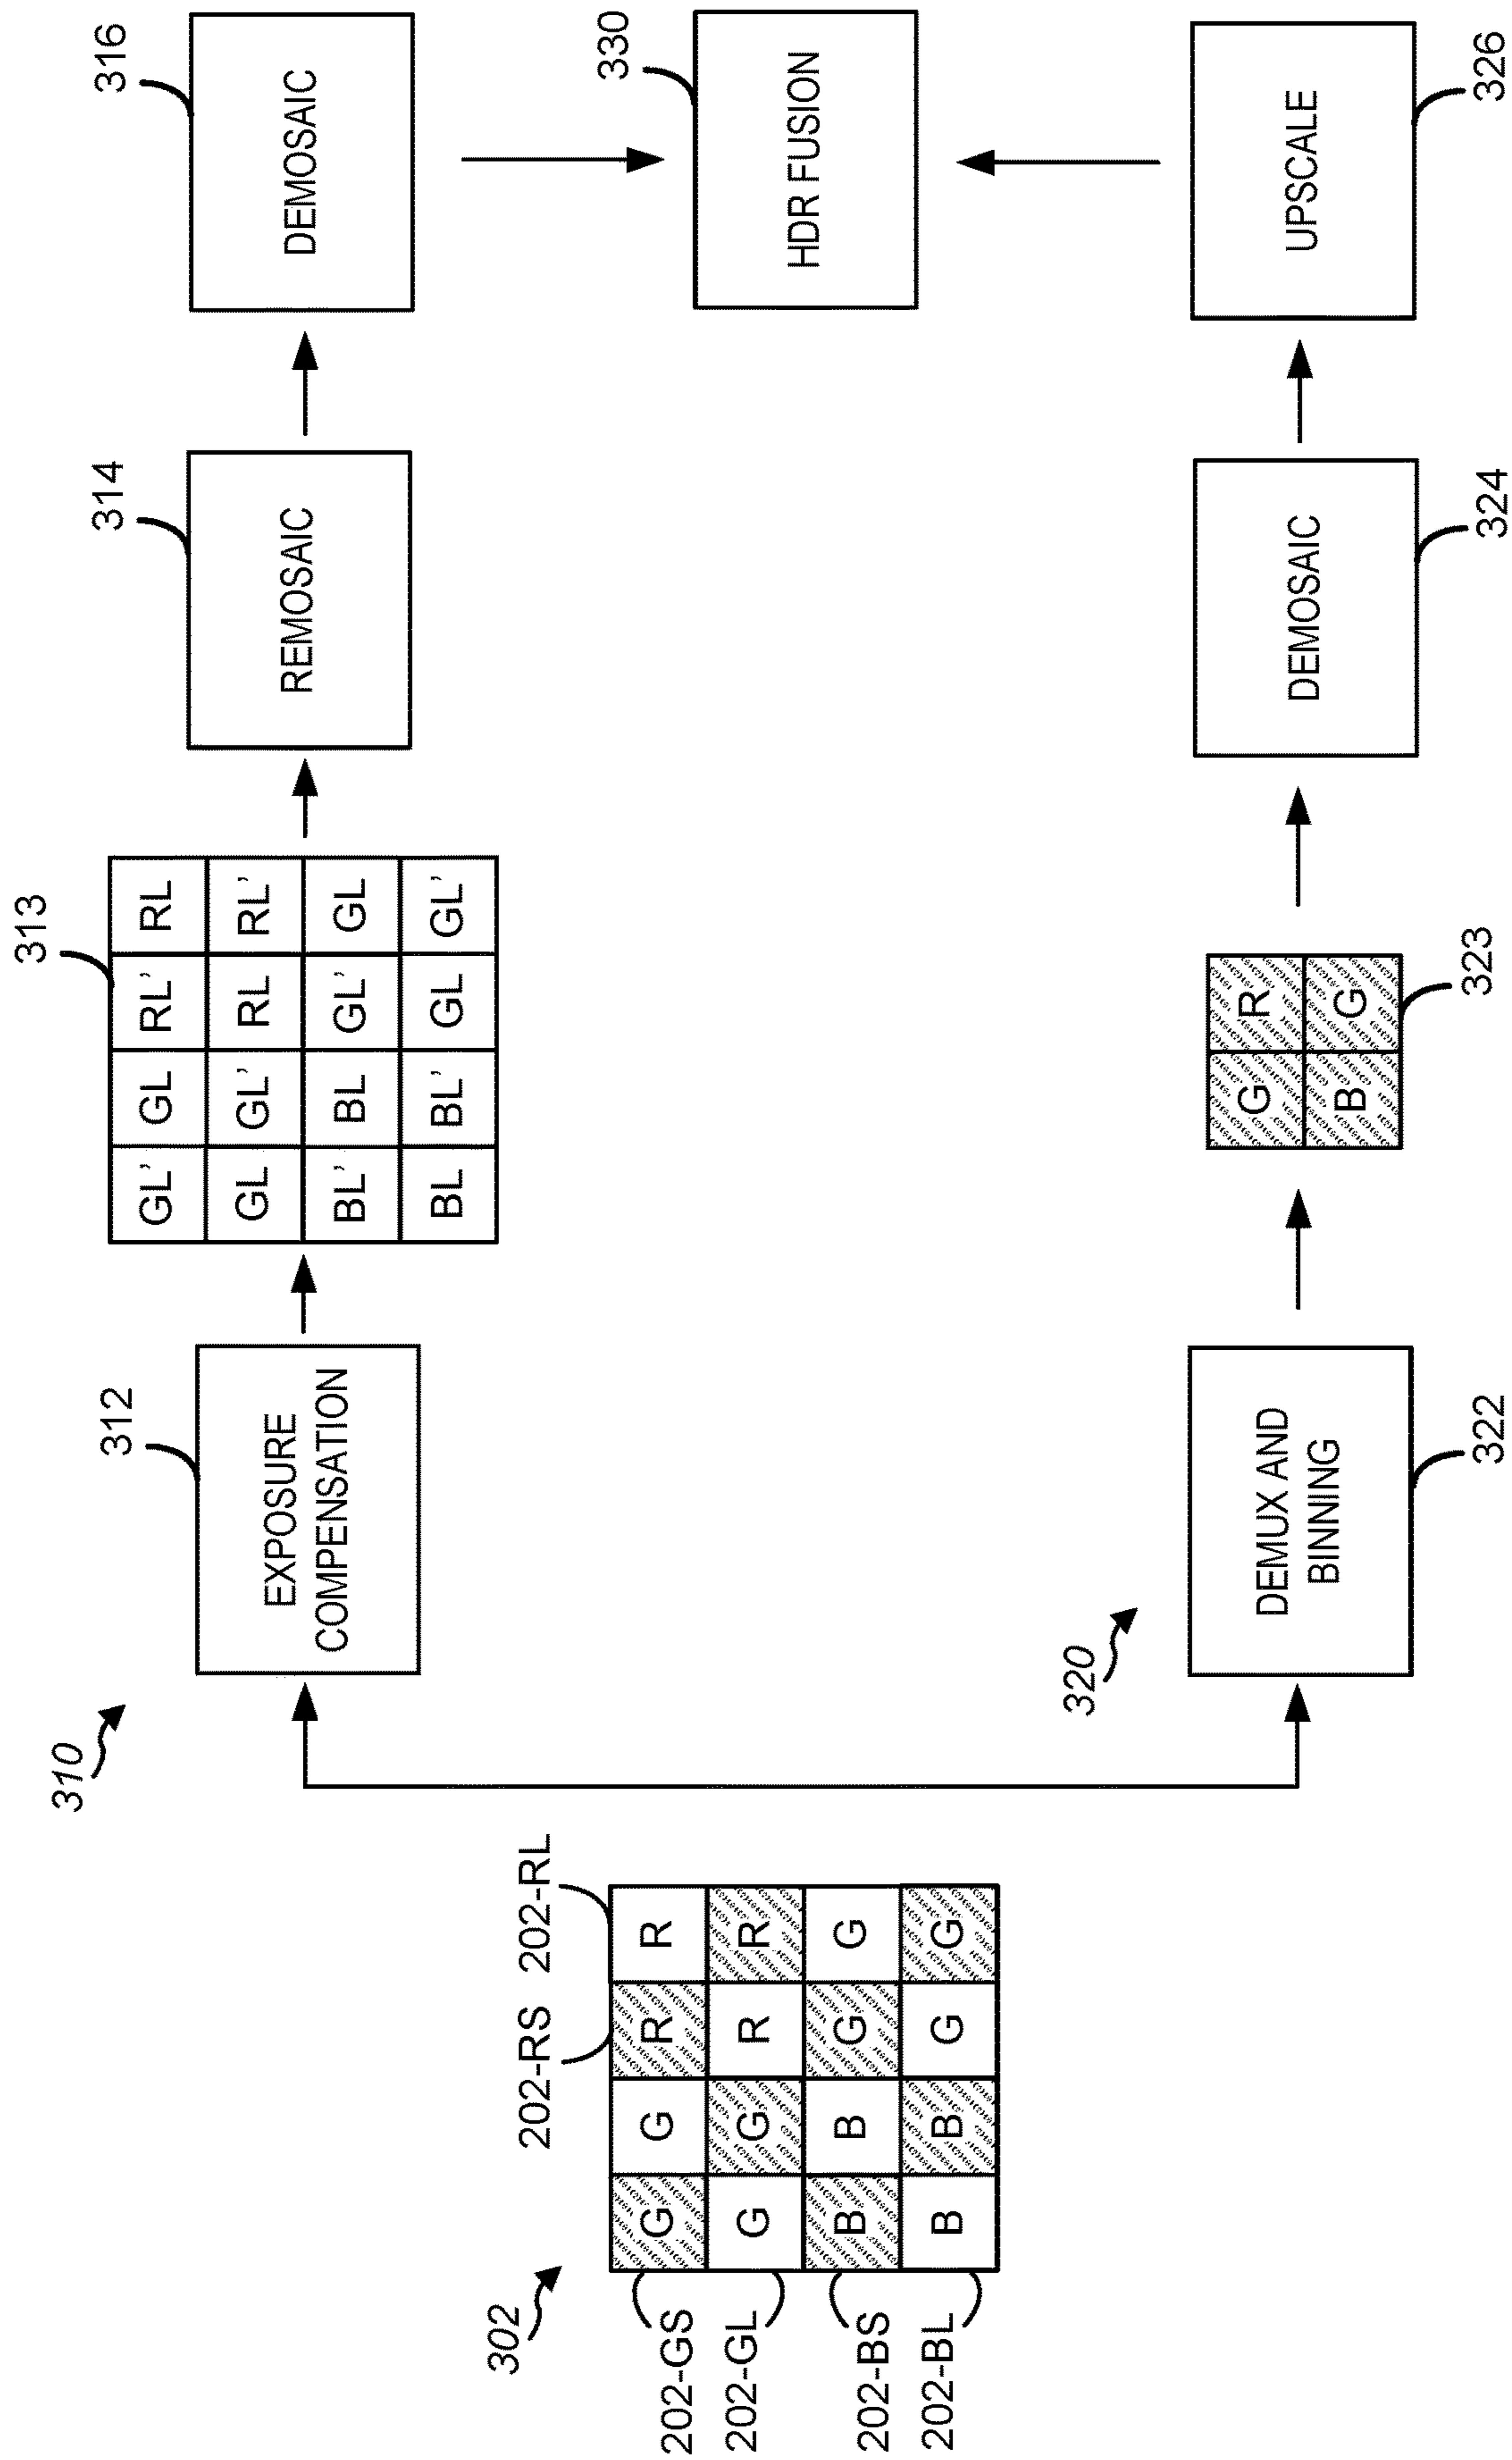 302
202-GS
202-GL
202-BS
202-BL
202-RS
202-RL
G G R R
G G R R
B B G G
B B G G
310
312
EXPOSURE
COMPENSATION
313
GL' GL RL' RL
GL GL' RL RL'
BL' BL GL' GL
BL BL' GL GL'
314
REMOSAIC
316
DEMOSAIC
330
HDR FUSION
320
DEMUX AND
BINNING
322
G R
B G
323
DEMOSAIC
324
UPSCALE
326